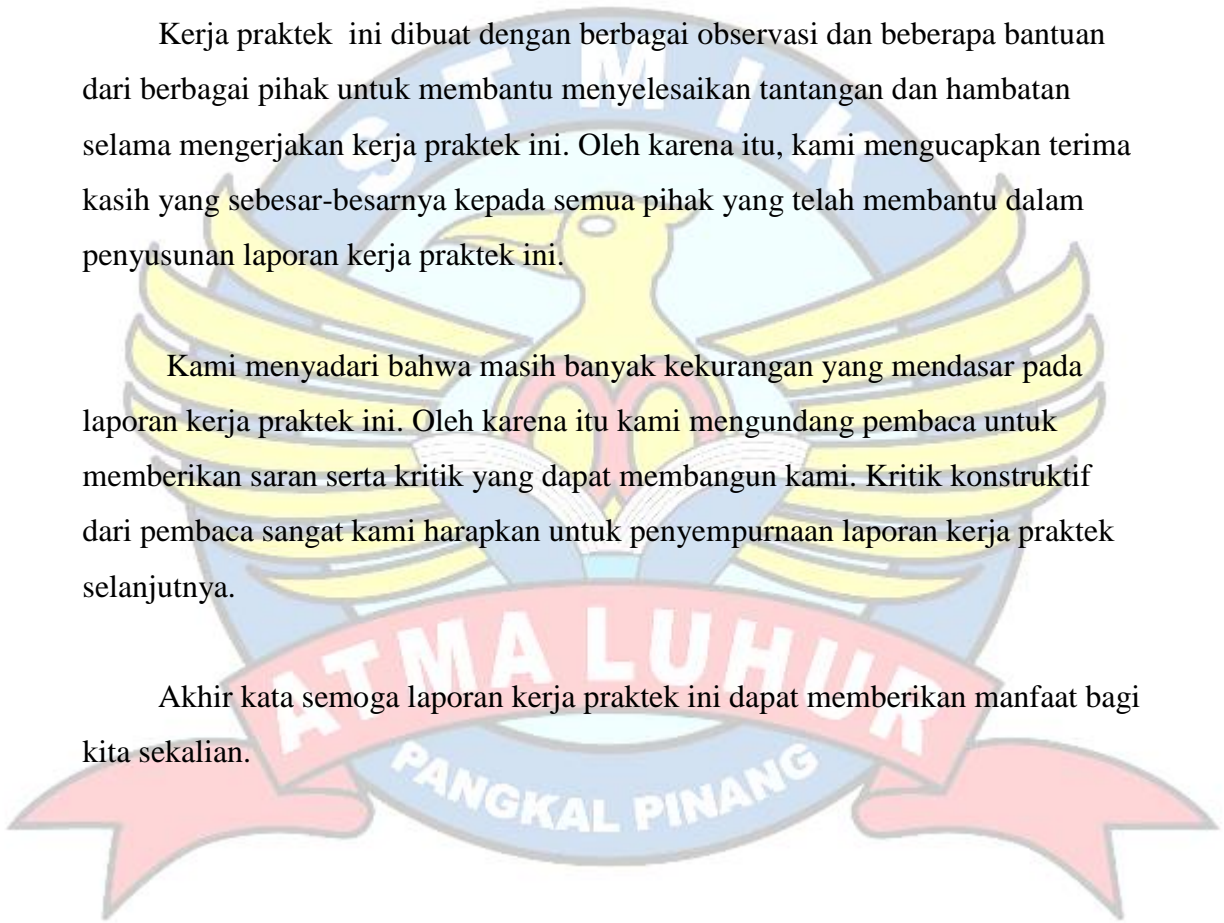 Kerja praktek ini dibuat dengan berbagai observasi dan beberapa bantuan
dari berbagai pihak untuk membantu menyelesaikan tantangan dan hambatan
selama mengerjakan kerja praktek ini. Oleh karena itu, kami mengucapkan terima
kasih yang sebesar-besarnya kepada semua pihak yang telah membantu dalam
penyusunan laporan kerja praktek ini.
Kami menyadari bahwa masih banyak kekurangan yang mendasar pada
laporan kerja praktek ini. Oleh karena itu kami mengundang pembaca untuk
memberikan saran serta kritik yang dapat membangun kami. Kritik konstruktif
dari pembaca sangat kami harapkan untuk penyempurnaan laporan kerja praktek
selanjutnya.
Akhir kata semoga laporan kerja praktek ini dapat memberikan manfaat bagi
kita sekalian.
STMIK
ATMA LUHUR
PANGKAL PINANG